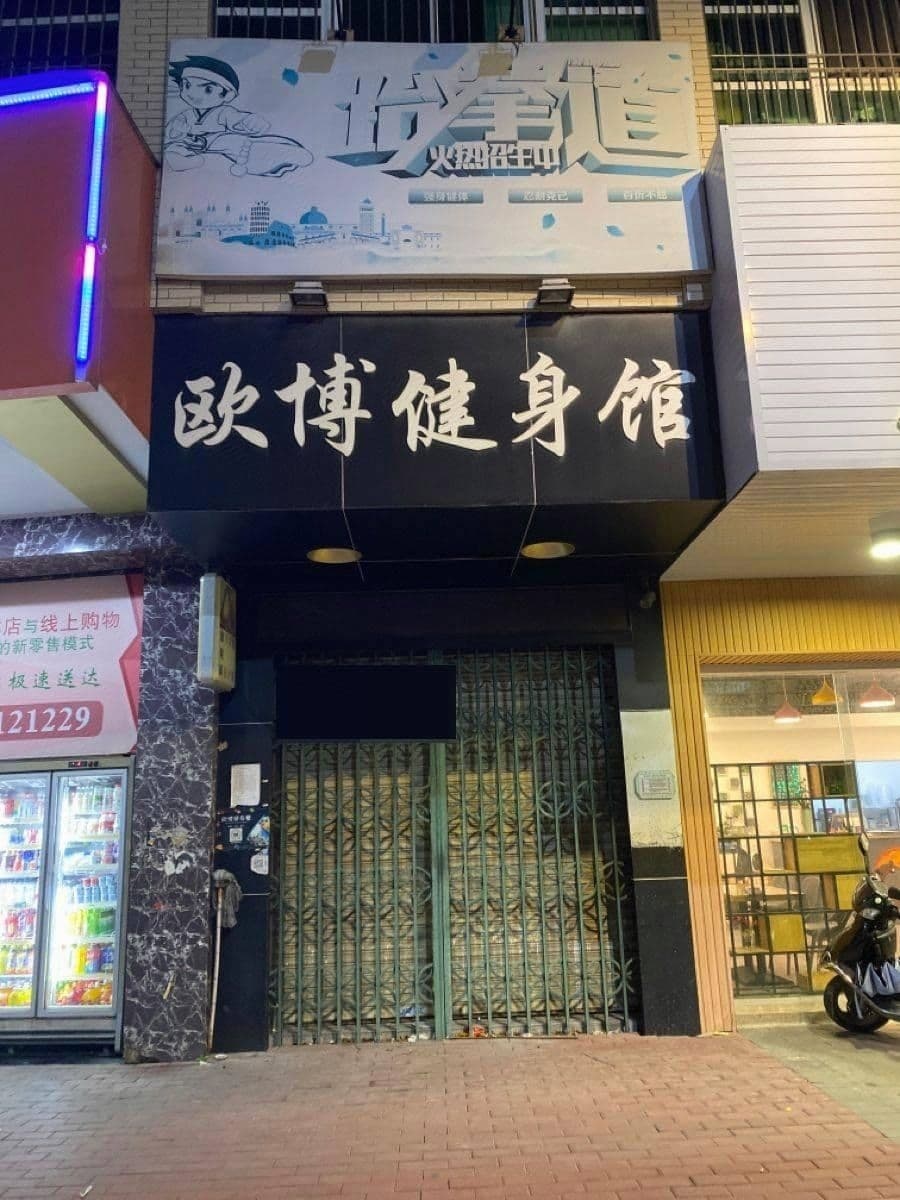 跆拳道
火热招生中
强身健体 忍耐克己 百折不屈
欧博健身馆
店与线上购物
的新零售模式
极速送达
121229